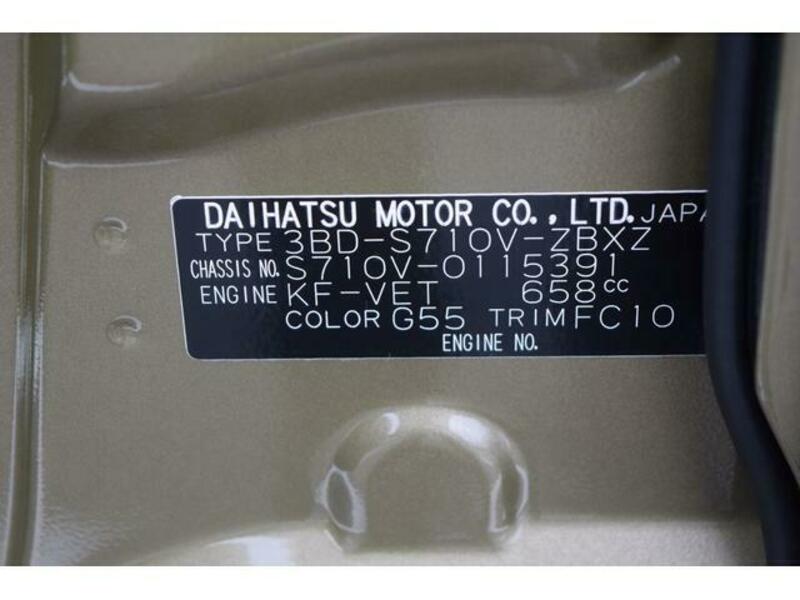 DAIHATSU MOTOR CO., LTD. JAPA
TYPE 3BD-S710V-ZBXZ
CHASSIS NO. S710V-0115391
ENGINE KF-VET 658cc
COLOR G55 TRIM FC10
ENGINE NO.